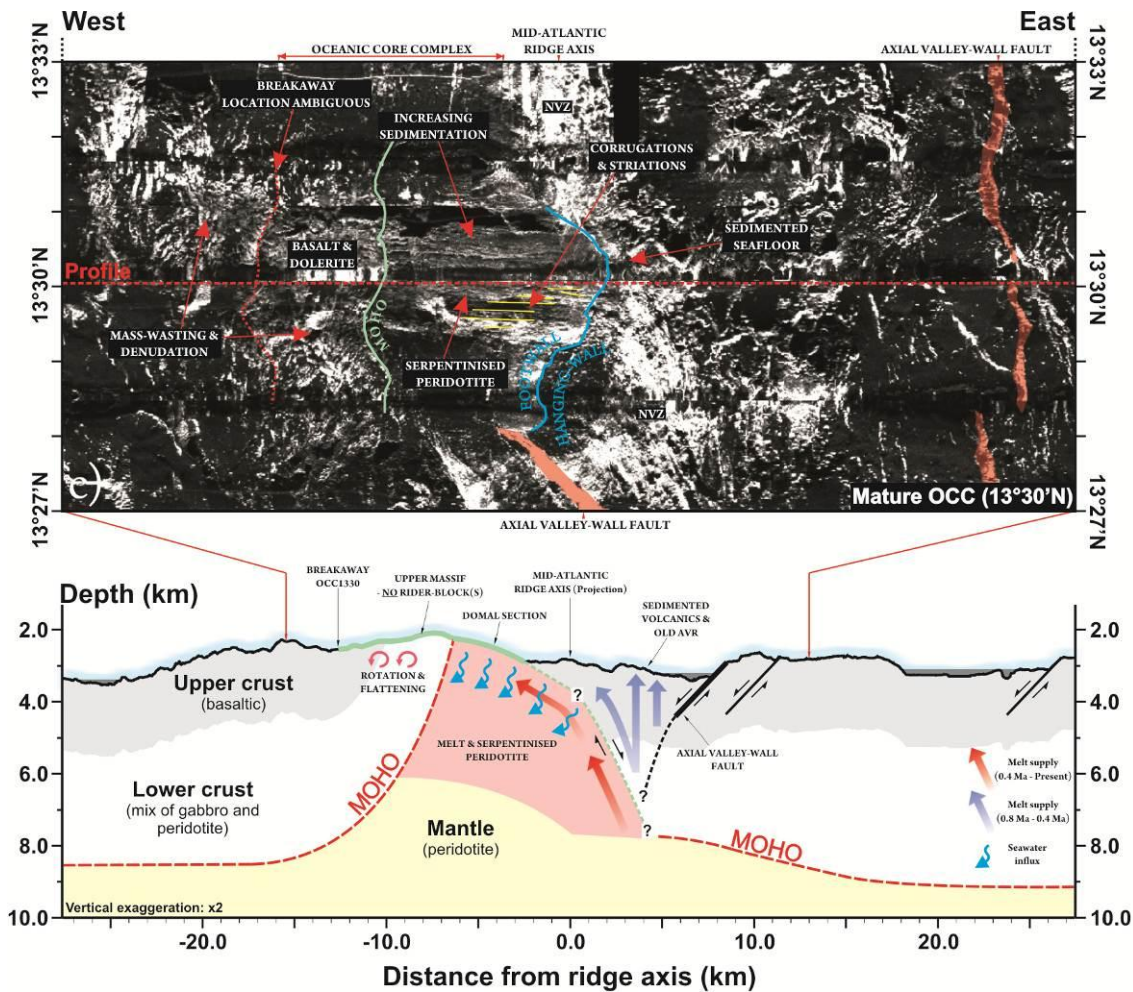 West
East
OCEANIC CORE COMPLEX
MID-ATLANTIC
RIDGE AXIS
AXIAL VALLEY-WALL FAULT
13°33'N
13°33'N
BREAKAWAY
LOCATION AMBIGUOUS
NVZ
INCREASING
SEDIMENTATION
CORRUGATIONS
& STRIATIONS
BASALT &
DOLERITE
SEDIMENTED
SEAFLOOR
Profile
13°30'N
13°30'N
MOHO
MASS-WASTING &
DENUDATION
SERPENTINISED
PERIDOTITE
FOOTWALL
HANGING WALL
NVZ
c)
Mature OCC (13°30'N)
13°27'N
13°27'N
AXIAL VALLEY-WALL FAULT
Depth (km)
BREAKAWAY
OCC1330
UPPER MASSIF
- NO RIDER-BLOCK(S)
DOMAL SECTION
MID-ATLANTIC
RIDGE AXIS (Projection)
SEDIMENTED
VOLCANICS &
OLD AVR
2.0
2.0
Upper crust
(basaltic)
ROTATION &
FLATTENING
4.0
?
4.0
MELT & SERPENTINISED
PERIDOTITE
AXIAL VALLEY-WALL
FAULT
6.0
Lower crust
(mix of gabbro and
peridotite)
MOHO
?
Melt supply
(0.4 Ma - Present)
6.0
Mantle
(peridotite)
?
MOHO
Melt supply
(0.8 Ma - 0.4 Ma)
8.0
8.0
Seawater
influx
Vertical exaggeration: x2
10.0
10.0
-20.0
-10.0
0.0
10.0
20.0
Distance from ridge axis (km)